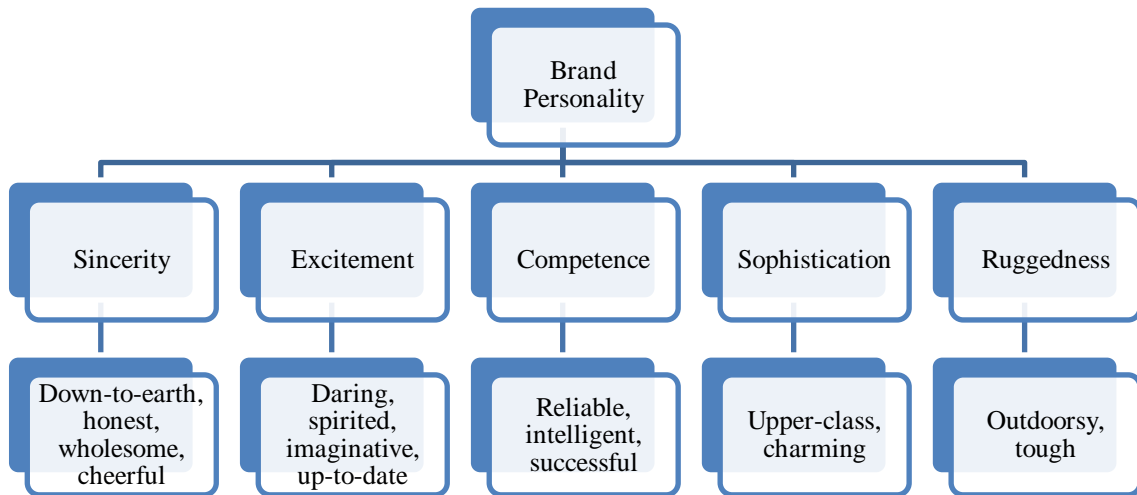 Brand
Personality
Sincerity
Excitement
Competence
Sophistication
Ruggedness
Down-to-earth,
honest,
wholesome,
cheerful
Daring,
spirited,
imaginative,
up-to-date
Reliable,
intelligent,
successful
Upper-class,
charming
Outdoorsy,
tough